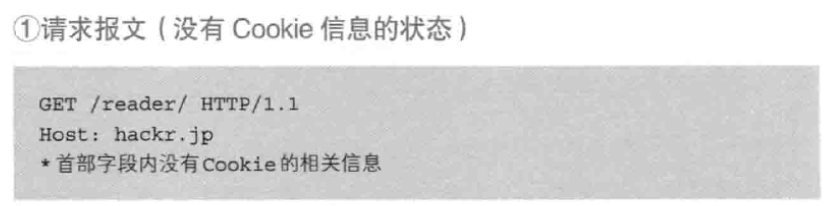 ①请求报文（没有 Cookie 信息的状态）
GET /reader/ HTTP/1.1
Host: hackr.jp
*首部字段内没有Cookie的相关信息